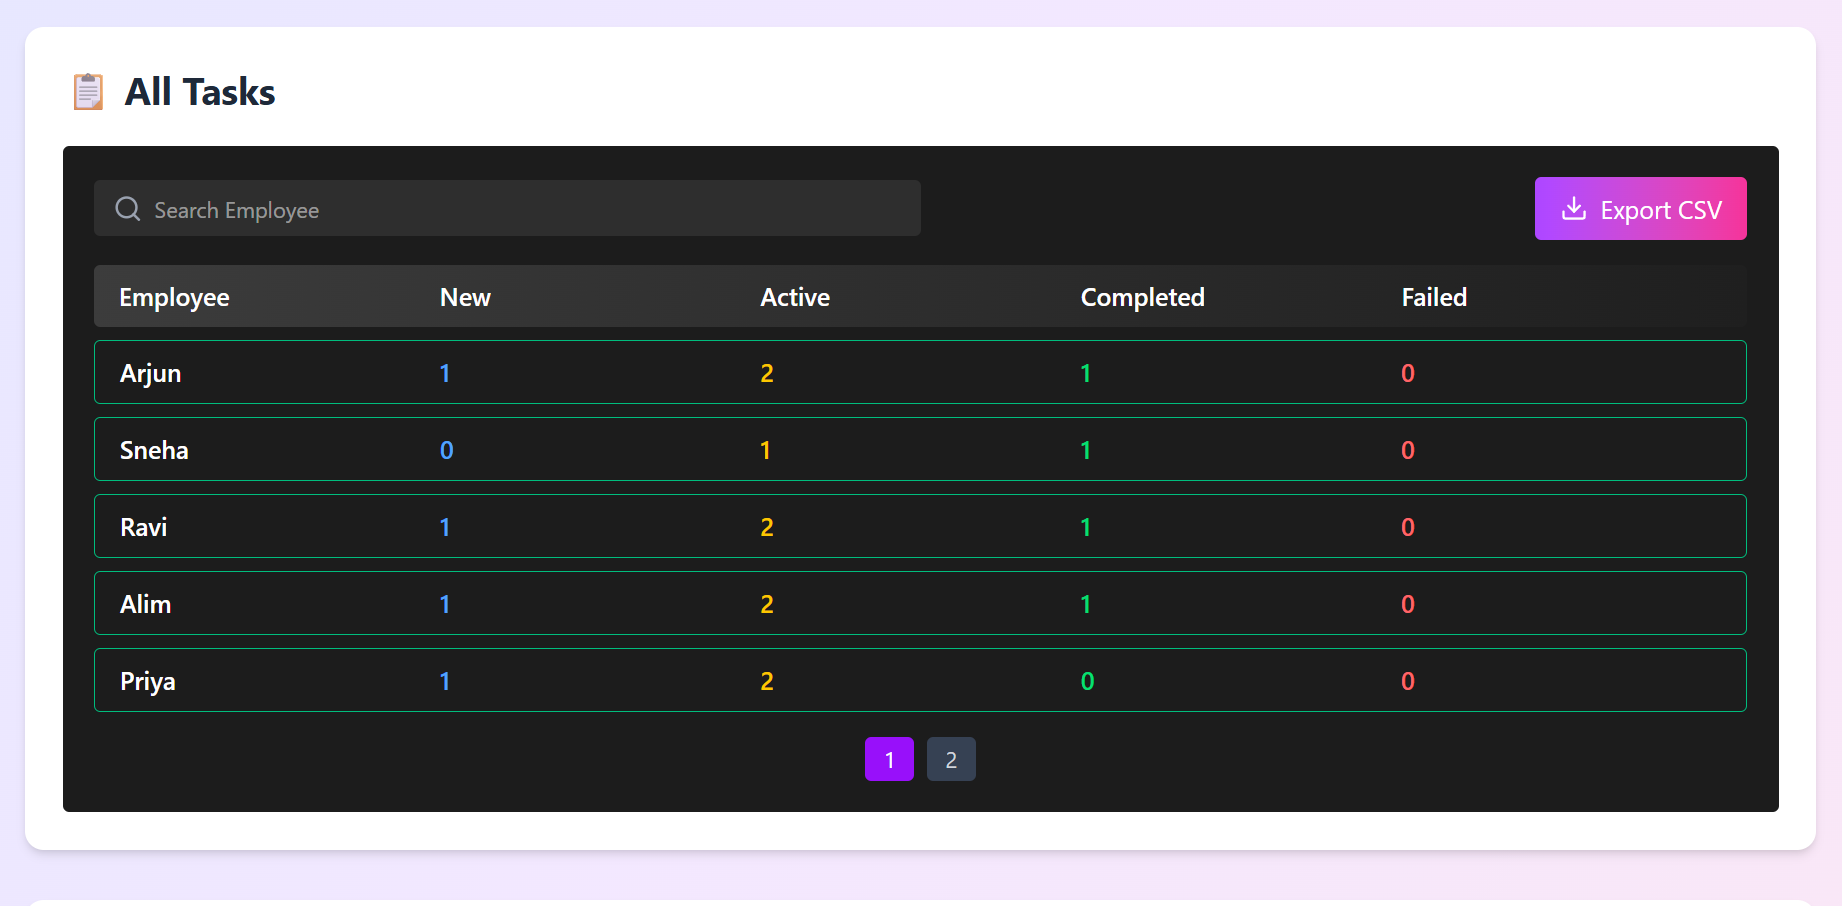 All Tasks
Search Employee
Export CSV
Employee New Active Completed Failed
Arjun 1 2 1 0
Sneha 0 1 1 0
Ravi 1 2 1 0
Alim 1 2 1 0
Priya 1 2 0 0
1 2